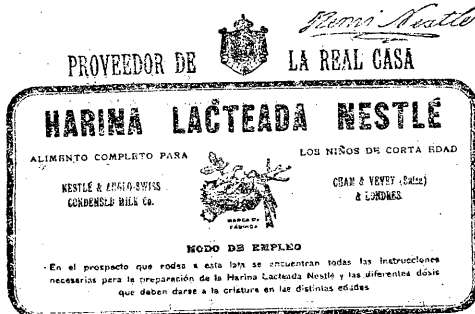 Henri Nestlé
PROVEEDOR DE LA REAL CASA
HARINA LACTEADA NESTLÉ
ALIMENTO COMPLETO PARA LOS NIÑOS DE CORTA EDAD
NESTLÉ & ANGLO-SWISS CHAM & VEVEY (Suiza)
CONDENSED MILK Co. & LONDRES.
MARCA DE
FÁBRICA
MODO DE EMPLEO
En el prospecto que rodea a esta lata se encuentran todas las instrucciones
necesarias para la preparación de la Harina Lacteada Nestlé y las diferentes dósis
que deben darse a la criatura en las distintas edades